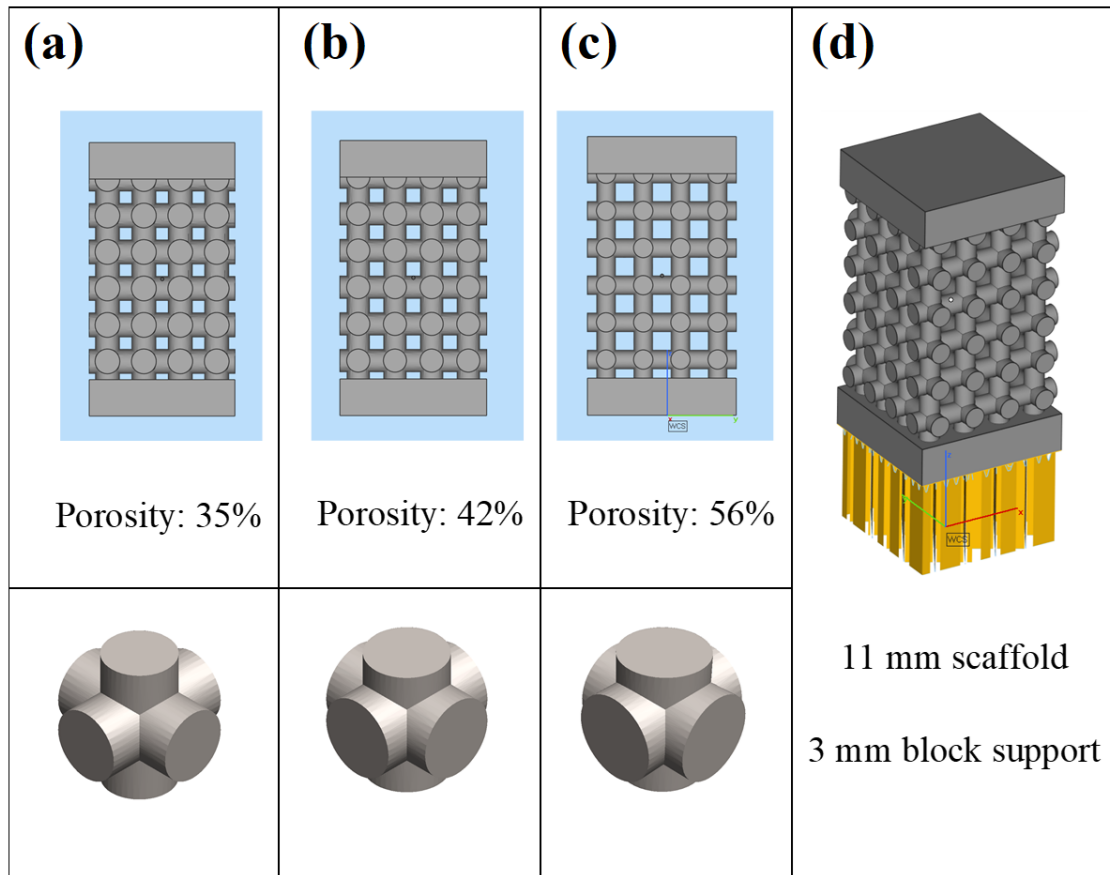 (a)
(b)
(c)
(d)
x
y
WCS
z
x
WCS
Porosity: 35%
Porosity: 42%
Porosity: 56%
11 mm scaffold
3 mm block support